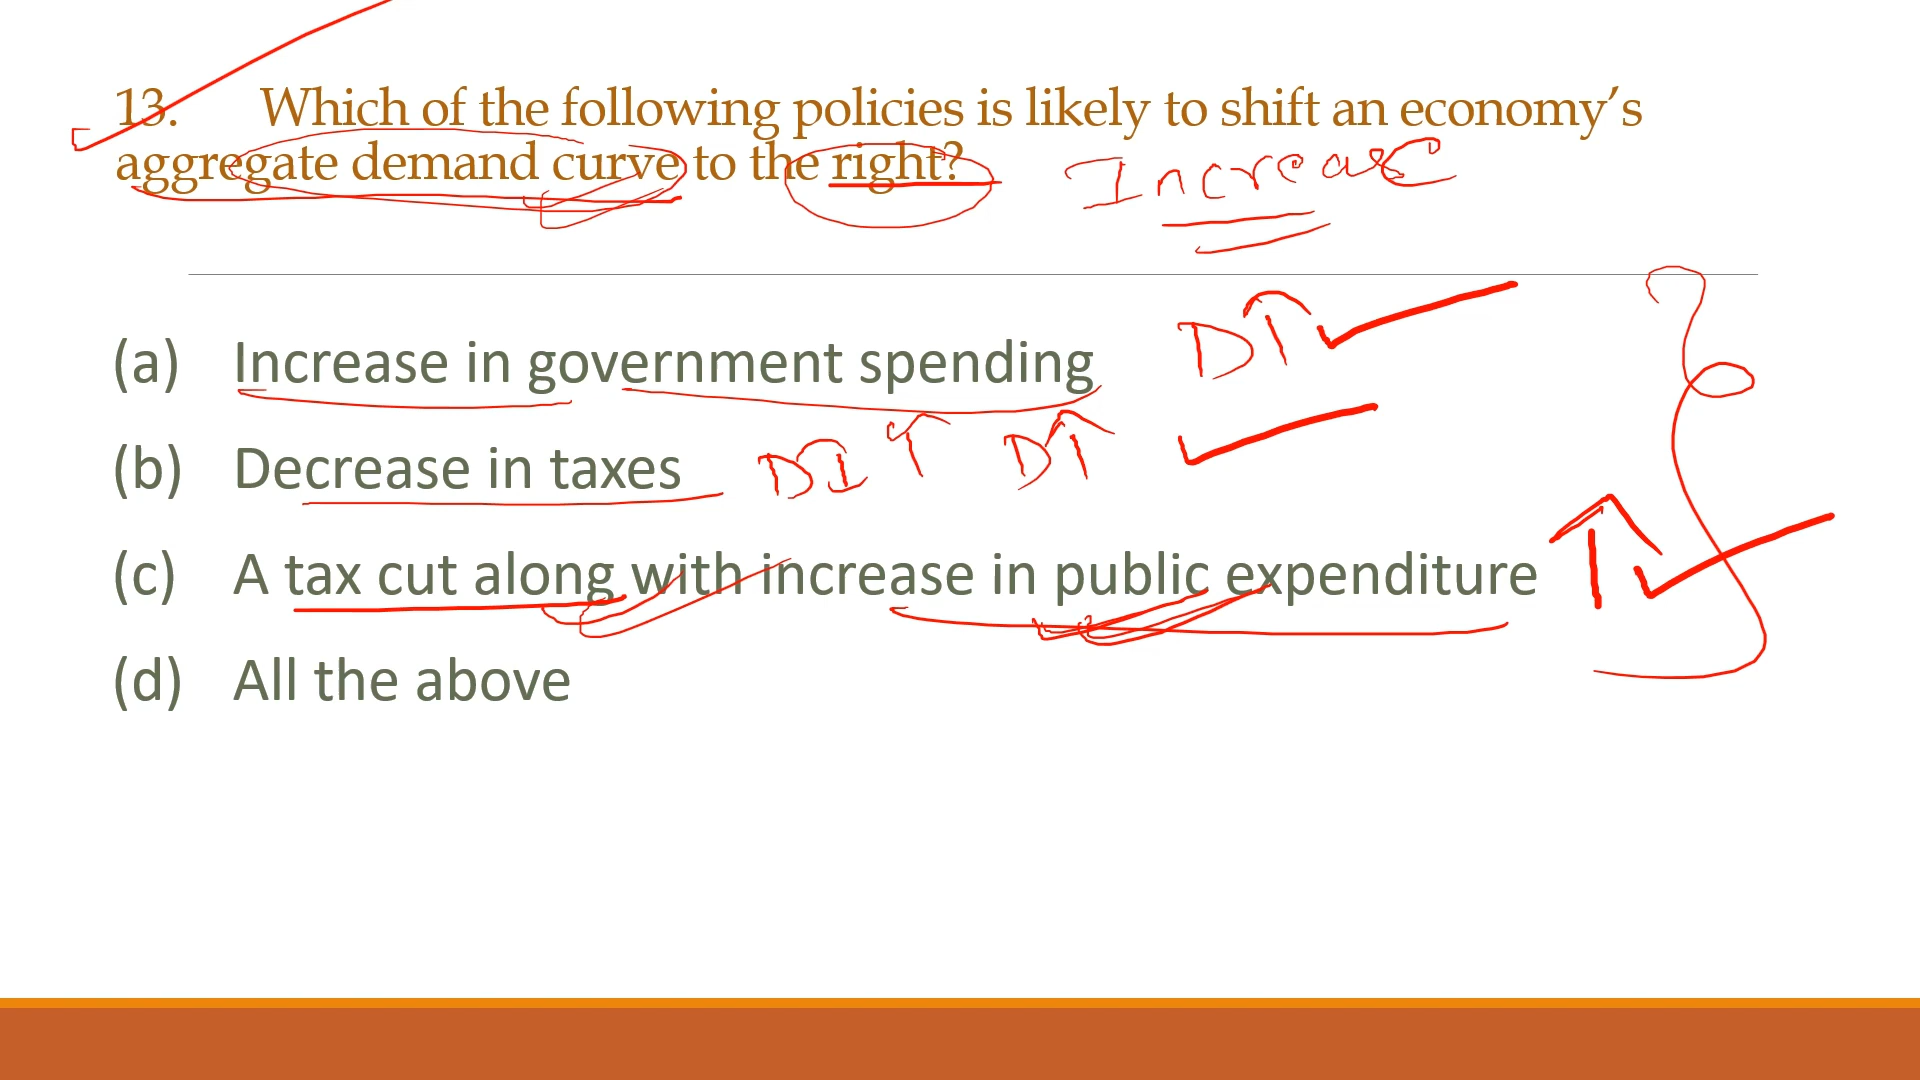 13. Which of the following policies is likely to shift an economy’s
aggregate demand curve to the right? Increase
(a) Increase in government spending D↑
(b) Decrease in taxes DI ↑ D↑
(c) A tax cut along with increase in public expenditure ↑
(d) All the above